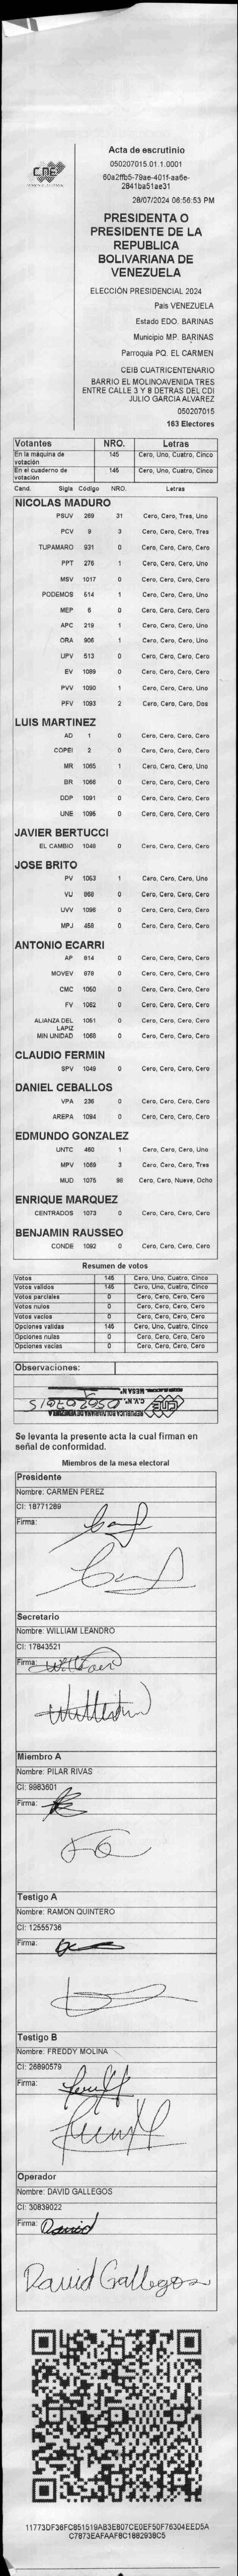 CNE
Acta de escrutinio
050207015.01.1.0001
60a2ffb5-79ae-401f-aa6e-
2841ba51ae31
28/07/2024 06:56:53 PM
PRESIDENTA O
PRESIDENTE DE LA
REPUBLICA
BOLIVARIANA DE
VENEZUELA
ELECCIÓN PRESIDENCIAL 2024
Pais VENEZUELA
Estado EDO. BARINAS
Municipio MP. BARINAS
Parroquia PQ. EL CARMEN
CEIB CUATRICENTENARIO
BARRIO EL MOLINOAVENIDA TRES
ENTRE CALLE 3 Y 8 DETRAS DEL CDI
JULIO GARCIA ALVAREZ
050207015
163 Electores
Votantes NRO. Letras
En la máquina de votación 145 Cero, Uno, Cuatro, Cinco
En el cuaderno de votación 145 Cero, Uno, Cuatro, Cinco
Cand. Sigla Código NRO. Letras
NICOLAS MADURO
PSUV 269 31 Cero, Cero, Tres, Uno
PCV 9 3 Cero, Cero, Cero, Tres
TUPAMARO 931 0 Cero, Cero, Cero, Cero
PPT 276 1 Cero, Cero, Cero, Uno
MSV 1017 0 Cero, Cero, Cero, Cero
PODEMOS 514 1 Cero, Cero, Cero, Uno
MEP 6 0 Cero, Cero, Cero, Cero
APC 219 1 Cero, Cero, Cero, Uno
ORA 906 1 Cero, Cero, Cero, Uno
UPV 513 0 Cero, Cero, Cero, Cero
EV 1089 0 Cero, Cero, Cero, Cero
PVV 1090 1 Cero, Cero, Cero, Uno
PFV 1093 2 Cero, Cero, Cero, Dos
LUIS MARTINEZ
AD 1 0 Cero, Cero, Cero, Cero
COPEI 2 0 Cero, Cero, Cero, Cero
MR 1065 1 Cero, Cero, Cero, Uno
BR 1066 0 Cero, Cero, Cero, Cero
DDP 1091 0 Cero, Cero, Cero, Cero
UNE 1095 0 Cero, Cero, Cero, Cero
JAVIER BERTUCCI
EL CAMBIO 1048 0 Cero, Cero, Cero, Cero
JOSE BRITO
PV 1053 1 Cero, Cero, Cero, Uno
VU 868 0 Cero, Cero, Cero, Cero
UVV 1096 0 Cero, Cero, Cero, Cero
MPJ 458 0 Cero, Cero, Cero, Cero
ANTONIO ECARRI
AP 814 0 Cero, Cero, Cero, Cero
MOVEV 878 0 Cero, Cero, Cero, Cero
CMC 1050 0 Cero, Cero, Cero, Cero
FV 1062 0 Cero, Cero, Cero, Cero
ALIANZA DEL LAPIZ 1051 0 Cero, Cero, Cero, Cero
MIN UNIDAD 1068 0 Cero, Cero, Cero, Cero
CLAUDIO FERMIN
SPV 1049 0 Cero, Cero, Cero, Cero
DANIEL CEBALLOS
VPA 236 0 Cero, Cero, Cero, Cero
AREPA 1094 0 Cero, Cero, Cero, Cero
EDMUNDO GONZALEZ
UNTC 460 1 Cero, Cero, Cero, Uno
MPV 1069 3 Cero, Cero, Cero, Tres
MUD 1075 98 Cero, Cero, Nueve, Ocho
ENRIQUE MARQUEZ
CENTRADOS 1073 0 Cero, Cero, Cero, Cero
BENJAMIN RAUSSEO
CONDE 1092 0 Cero, Cero, Cero, Cero
Resumen de votos
Votos 145 Cero, Uno, Cuatro, Cinco
Votos validos 145 Cero, Uno, Cuatro, Cinco
Votos parciales 0 Cero, Cero, Cero, Cero
Votos nulos 0 Cero, Cero, Cero, Cero
Votos vacios 0 Cero, Cero, Cero, Cero
Opciones validas 145 Cero, Uno, Cuatro, Cinco
Opciones nulas 0 Cero, Cero, Cero, Cero
Opciones vacias 0 Cero, Cero, Cero, Cero
Observaciones:
REPUBLICA BOLIVARIANA DE VENEZUELA
CNE
C.V. N°. 050207015
MESA N°. 1
Se levanta la presente acta la cual firman en
señal de conformidad.
Miembros de la mesa electoral
Presidente
Nombre: CARMEN PEREZ
CI: 18771289
Firma:
Secretario
Nombre: WILLIAM LEANDRO
CI: 17843521
Firma:
Miembro A
Nombre: PILAR RIVAS
CI: 9983601
Firma:
Testigo A
Nombre: RAMON QUINTERO
CI: 12555736
Firma:
Testigo B
Nombre: FREDDY MOLINA
CI: 26890579
Firma:
Operador
Nombre: DAVID GALLEGOS
CI: 30839022
Firma: David
David Gallegos
11773DF36FC851519AB3E807CE0EF50F76304EED5A
C7873EAFAAF8C1882938C5